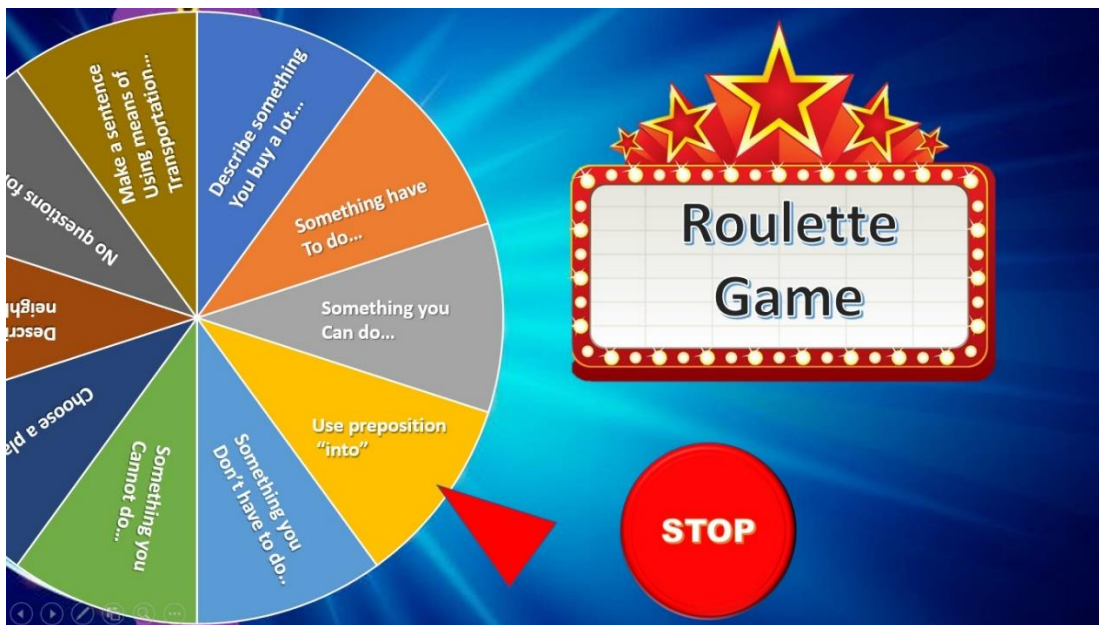 Make a sentence
Using means of
Transportation...
Describe something
You buy a lot...
Something have
To do...
Something you
Can do...
Use preposition
“into”
Something you
Don't have to do..
Something you
Cannot do...
Choose a
No questions
Roulette
Game
STOP